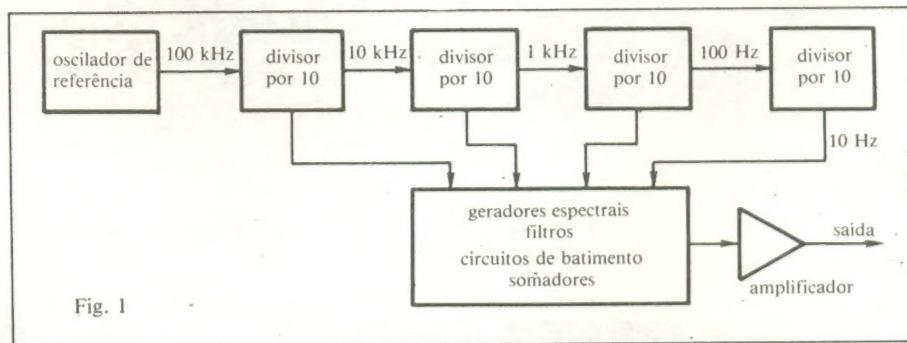 oscilador de
referência
100 kHz
divisor
por 10
10 kHz
divisor
por 10
1 kHz
divisor
por 10
100 Hz
divisor
por 10
10 Hz
geradores espectrais
filtros
circuitos de batimento
somadores
saida
amplificador
Fig. 1